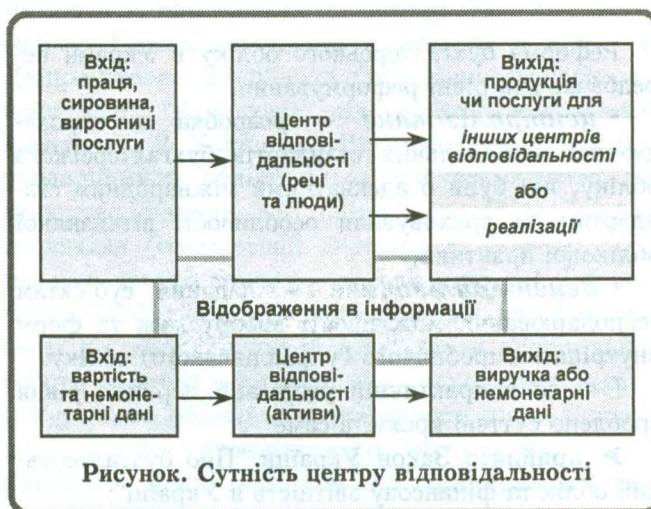 Вхід:
праця,
сировина,
виробничі
послуги
Центр
відпові-
дальності
(речі
та люди)
Вихід:
продукція
чи послуги для
інших центрів
відповідальності
або
реалізації
Відображення в інформації
Вхід:
вартість
та немоне-
тарні дані
Центр
відпові-
дальності
(активи)
Вихід:
виручка або
немонетарні
дані
Рисунок. Сутність центру відповідальності